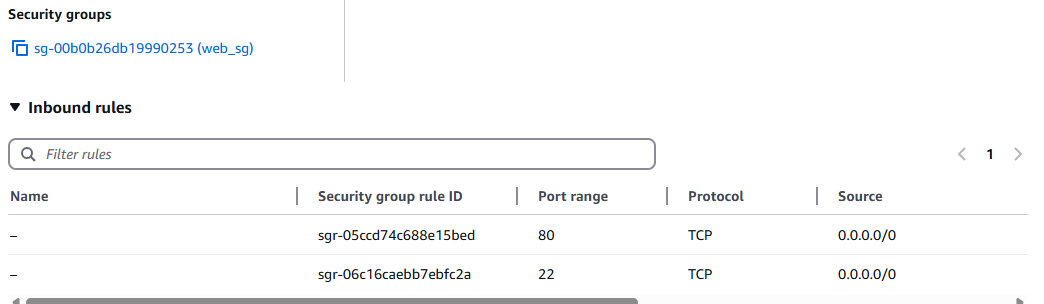 Security groups
sg-00b0b26db19990253 (web_sg)
Inbound rules
Filter rules
1
Name Security group rule ID Port range Protocol Source
– sgr-05ccd74c688e15bed 80 TCP 0.0.0.0/0
– sgr-06c16caebb7ebfc2a 22 TCP 0.0.0.0/0